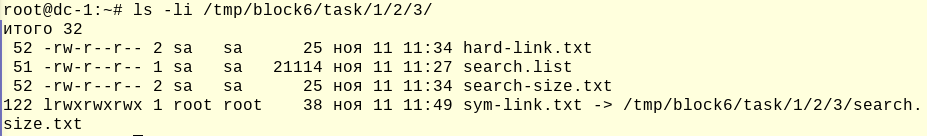 root@dc-1:~# ls -li /tmp/block6/task/1/2/3/
итого 32
 52 -rw-r--r-- 2 sa   sa      25 ноя 11 11:34 hard-link.txt
 51 -rw-r--r-- 1 sa   sa   21114 ноя 11 11:27 search.list
 52 -rw-r--r-- 2 sa   sa      25 ноя 11 11:34 search-size.txt
122 lrwxrwxrwx 1 root root    38 ноя 11 11:49 sym-link.txt -> /tmp/block6/task/1/2/3/search.
size.txt